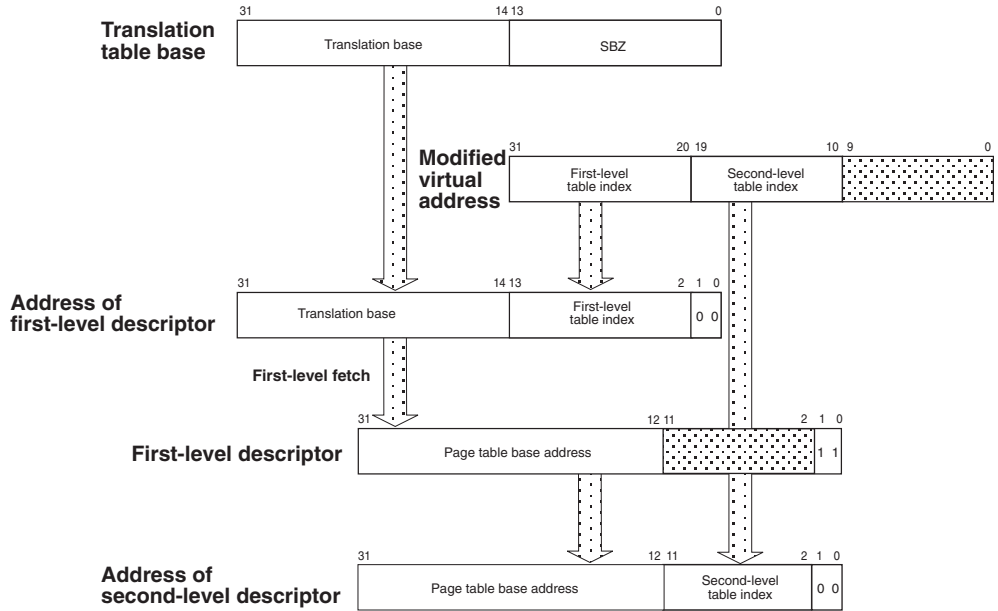 31 14 13 0
Translation
table base
Translation base SBZ
31 20 19 10 9 0
Modified
virtual
address
First-level
table index
Second-level
table index
31 14 13 2 1 0
Address of
first-level descriptor
Translation base
First-level
table index
0 0
First-level fetch
31 12 11 2 1 0
First-level descriptor
Page table base address
1 1
31 12 11 2 1 0
Address of
second-level descriptor
Page table base address
Second-level
table index
0 0